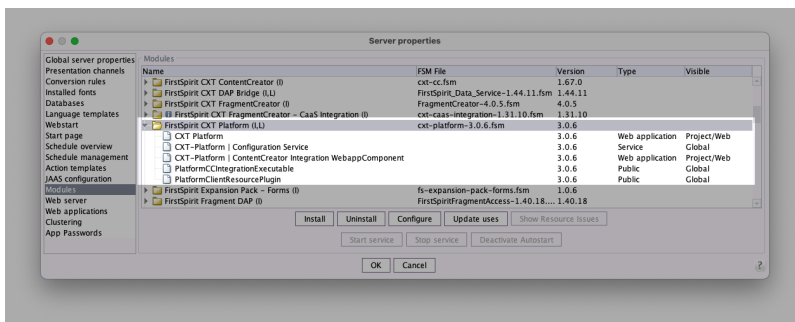 Server properties
Global server properties
Presentation channels
Conversion rules
Installed fonts
Databases
Language templates
Webstart
Start page
Schedule overview
Schedule management
Action templates
JAAS configuration
Modules
Web server
Web applications
Clustering
App Passwords
Modules
Name FSM File Version Type Visible
FirstSpirit CXT ContentCreator (I) cxt-cc.fsm 1.67.0
FirstSpirit CXT DAP Bridge (I,L) FirstSpirit_Data_Service-1.44.11.fsm 1.44.11
FirstSpirit CXT FragmentCreator (I) FragmentCreator-4.0.5.fsm 4.0.5
FirstSpirit CXT FragmentCreator - CaaS Integration (I) cxt-caas-integration-1.31.10.fsm 1.31.10
FirstSpirit CXT Platform (I,L) cxt-platform-3.0.6.fsm 3.0.6
CXT Platform 3.0.6 Web application Project/Web
CXT-Platform | Configuration Service 3.0.6 Service Global
CXT-Platform | ContentCreator Integration WebappComponent 3.0.6 Web application Project/Web
PlatformCCIntegrationExecutable 3.0.6 Public Global
PlatformClientResourcePlugin 3.0.6 Public Global
FirstSpirit Expansion Pack - Forms (I) fs-expansion-pack-forms.fsm 1.0.6
FirstSpirit Fragment DAP (I) FirstSpiritFragmentAccess-1.40.18.... 1.40.18
Install Uninstall Configure Update uses Show Resource Issues
Start service Stop service Deactivate Autostart
OK Cancel ?